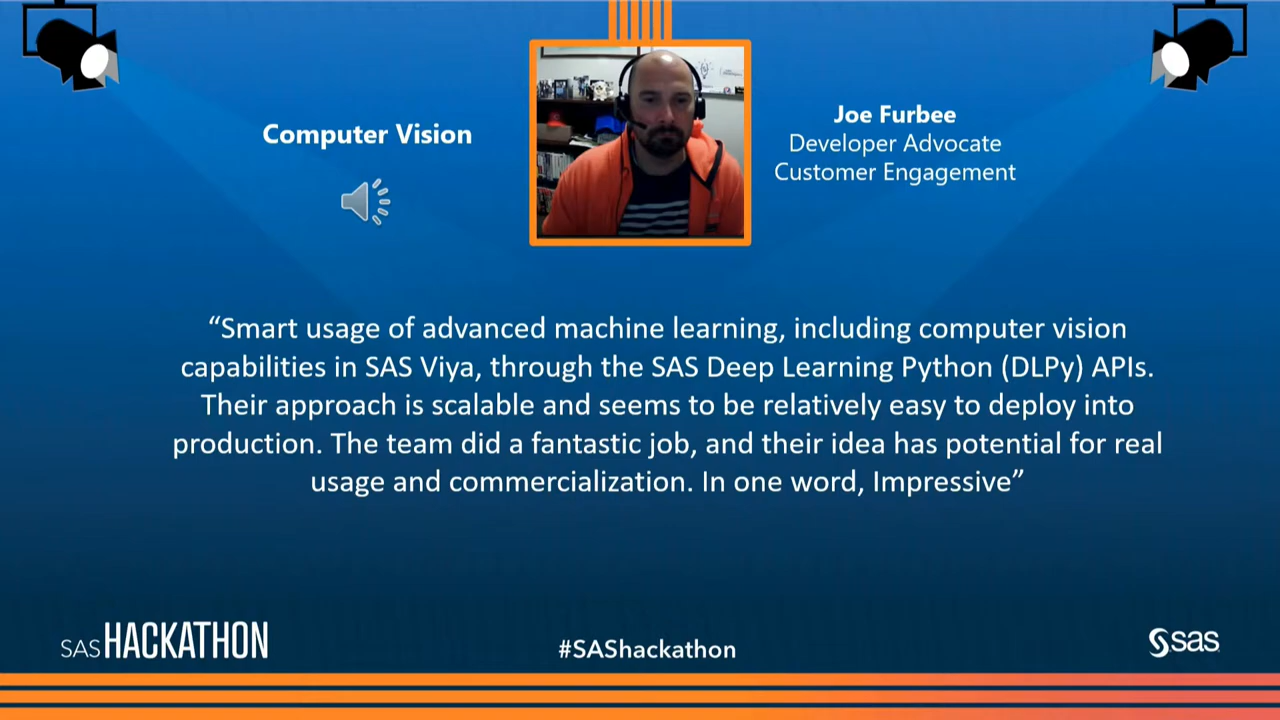 Computer Vision
Joe Furbee
Developer Advocate
Customer Engagement
“Smart usage of advanced machine learning, including computer vision
capabilities in SAS Viya, through the SAS Deep Learning Python (DLPy) APIs.
Their approach is scalable and seems to be relatively easy to deploy into
production. The team did a fantastic job, and their idea has potential for real
usage and commercialization. In one word, Impressive”
SAS HACKATHON
#SAShackathon
sas